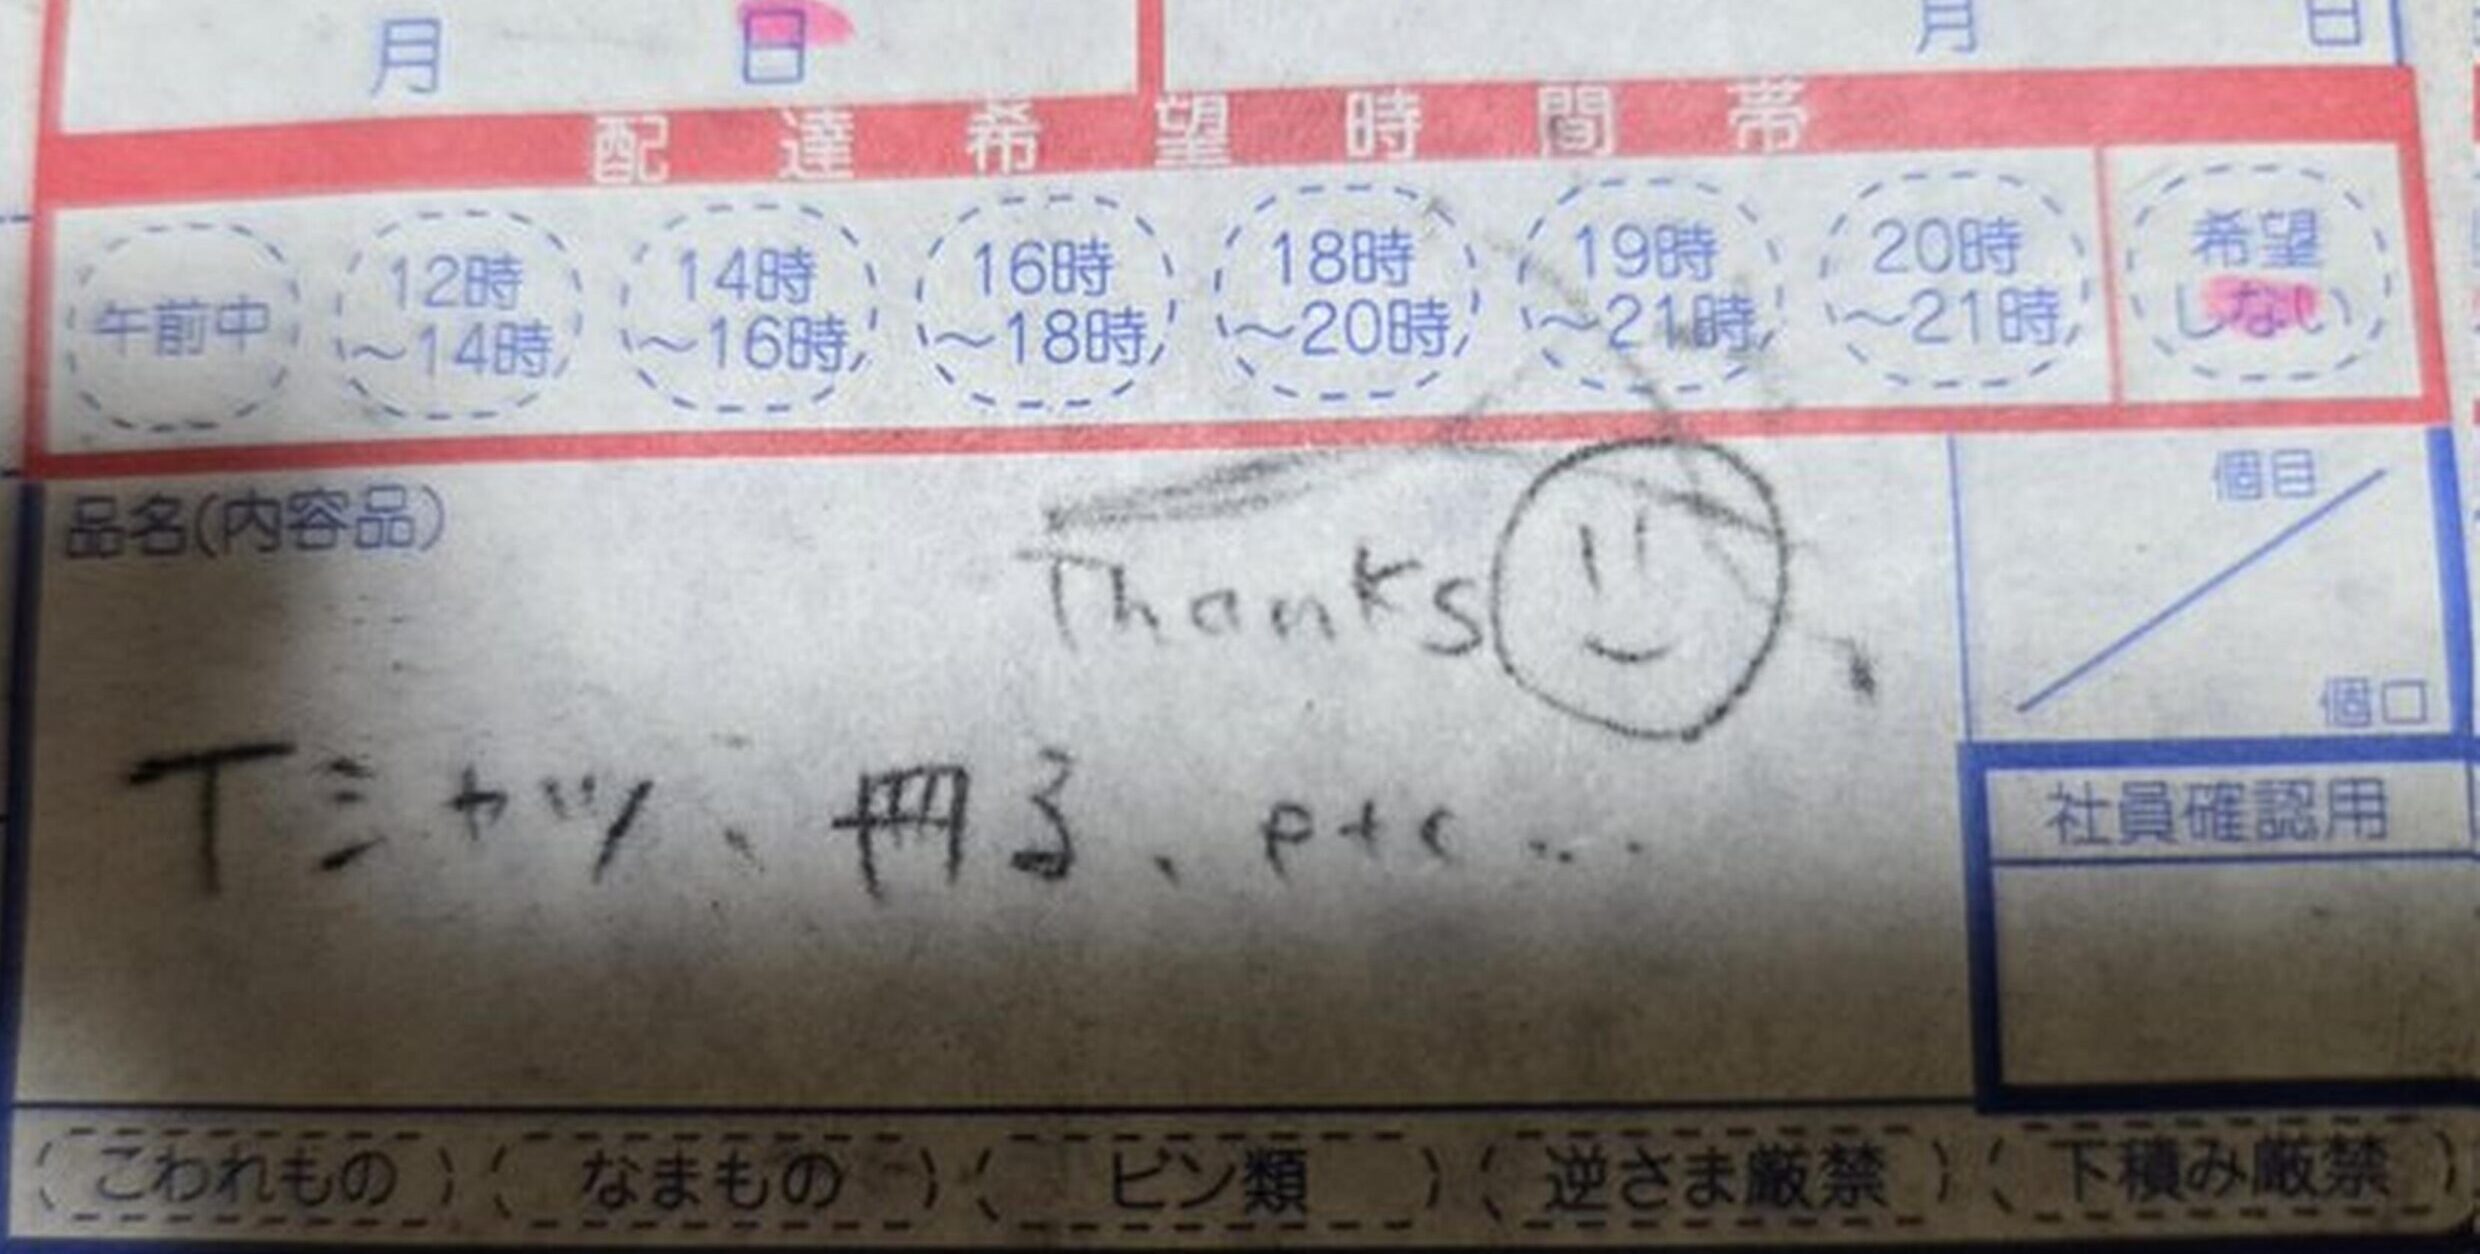 月 日 月 日
配達希望時間帯
午前中 12時～14時 14時～16時 16時～18時 18時～20時 19時～21時 20時～21時 希望しない
品名(内容品)
個目
Thanks
個口
Tシャツ、冊子、etc...
社員確認用
こわれもの なまもの ビン類 逆さま厳禁 下積み厳禁